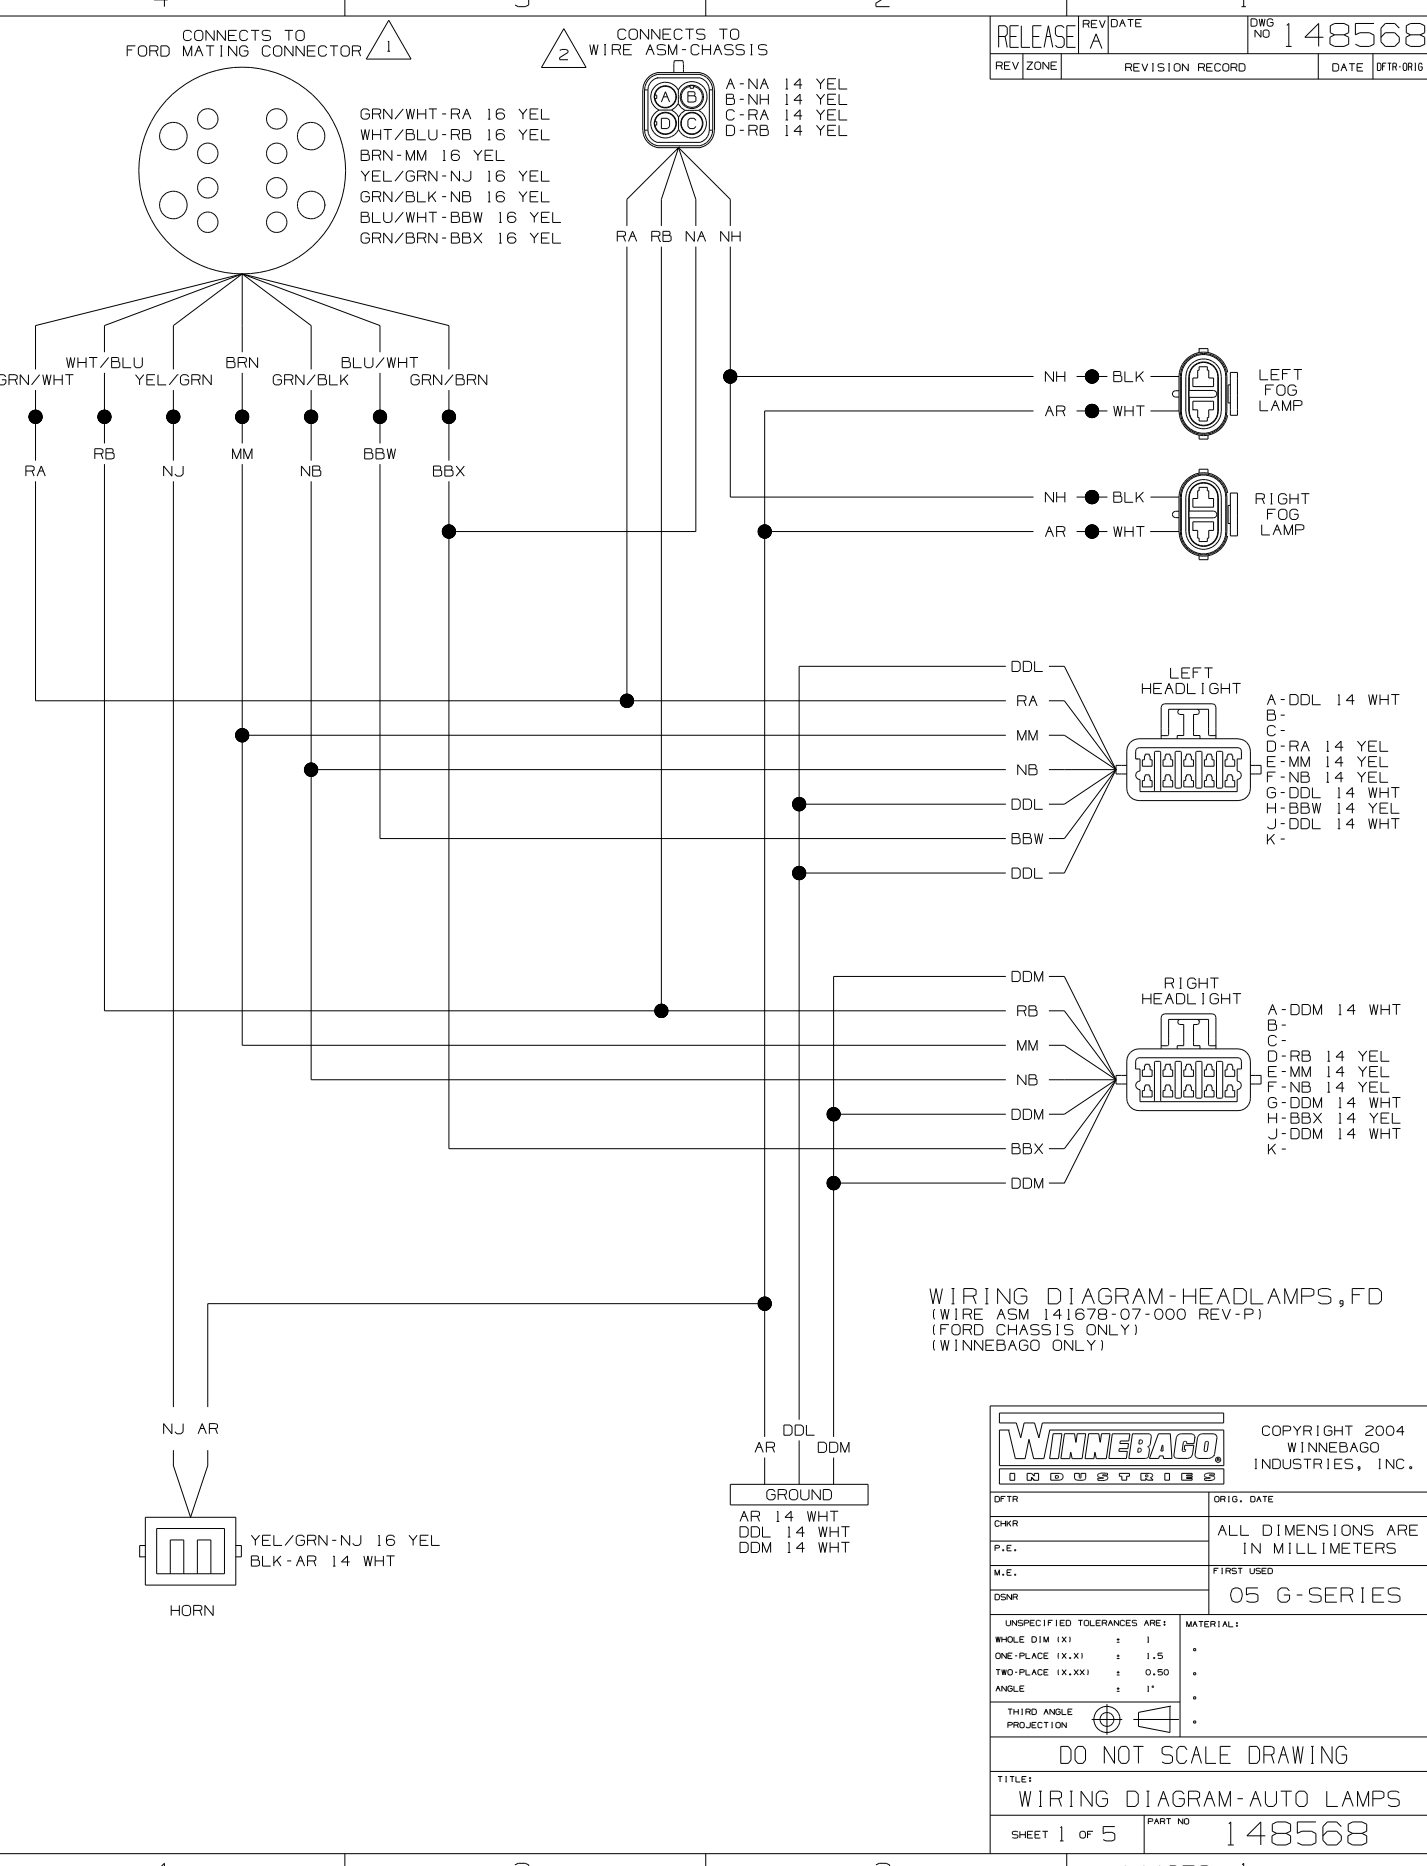 CONNECTS TO
FORD MATING CONNECTOR
1
GRN/WHT-RA 16 YEL
WHT/BLU-RB 16 YEL
BRN-MM 16 YEL
YEL/GRN-NJ 16 YEL
GRN/BLK-NB 16 YEL
BLU/WHT-BBW 16 YEL
GRN/BRN-BBX 16 YEL
2
CONNECTS TO
WIRE ASM-CHASSIS
A B
D C
A-NA 14 YEL
B-NH 14 YEL
C-RA 14 YEL
D-RB 14 YEL
RELEASE
REV
A
DATE
DWG
NO
148568
REV ZONE REVISION RECORD DATE DFTR-ORIG
RA RB NA NH
WHT/BLU BRN BLU/WHT
GRN/WHT YEL/GRN GRN/BLK GRN/BRN
RB MM BBW
RA NJ NB BBX
NH BLK
AR WHT
LEFT
FOG
LAMP
NH BLK
AR WHT
RIGHT
FOG
LAMP
DDL
RA
MM
NB
DDL
BBW
DDL
LEFT
HEADLIGHT
A-DDL 14 WHT
B-
C-
D-RA 14 YEL
E-MM 14 YEL
F-NB 14 YEL
G-DDL 14 WHT
H-BBW 14 YEL
J-DDL 14 WHT
K-
DDM
RB
MM
NB
DDM
BBX
DDM
RIGHT
HEADLIGHT
A-DDM 14 WHT
B-
C-
D-RB 14 YEL
E-MM 14 YEL
F-NB 14 YEL
G-DDM 14 WHT
H-BBX 14 YEL
J-DDM 14 WHT
K-
WIRING DIAGRAM-HEADLAMPS,FD
(WIRE ASM 141678-07-000 REV-P)
(FORD CHASSIS ONLY)
(WINNEBAGO ONLY)
NJ AR
YEL/GRN-NJ 16 YEL
BLK-AR 14 WHT
HORN
DDL
AR DDM
GROUND
AR 14 WHT
DDL 14 WHT
DDM 14 WHT
WINNEBAGO®
INDUSTRIES
COPYRIGHT 2004
WINNEBAGO
INDUSTRIES, INC.
DFTR
ORIG. DATE
CHKR
P.E.
ALL DIMENSIONS ARE
IN MILLIMETERS
M.E.
DSNR
FIRST USED
05 G-SERIES
UNSPECIFIED TOLERANCES ARE:
WHOLE DIM (X) ± 1
ONE-PLACE (X.X) ± 1.5
TWO-PLACE (X.XX) ± 0.50
ANGLE ± 1°
MATERIAL:
THIRD ANGLE
PROJECTION
DO NOT SCALE DRAWING
TITLE:
WIRING DIAGRAM-AUTO LAMPS
SHEET 1 OF 5
PART NO
148568